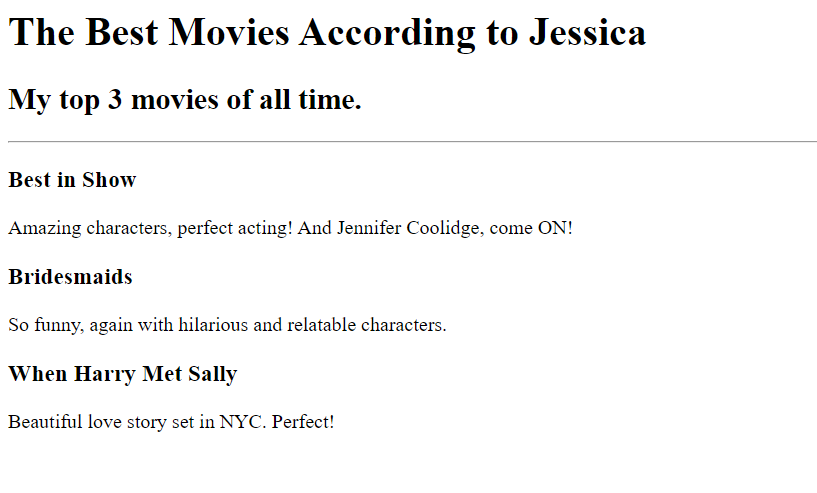 The Best Movies According to Jessica
My top 3 movies of all time.
Best in Show
Amazing characters, perfect acting! And Jennifer Coolidge, come ON!
Bridesmaids
So funny, again with hilarious and relatable characters.
When Harry Met Sally
Beautiful love story set in NYC. Perfect!